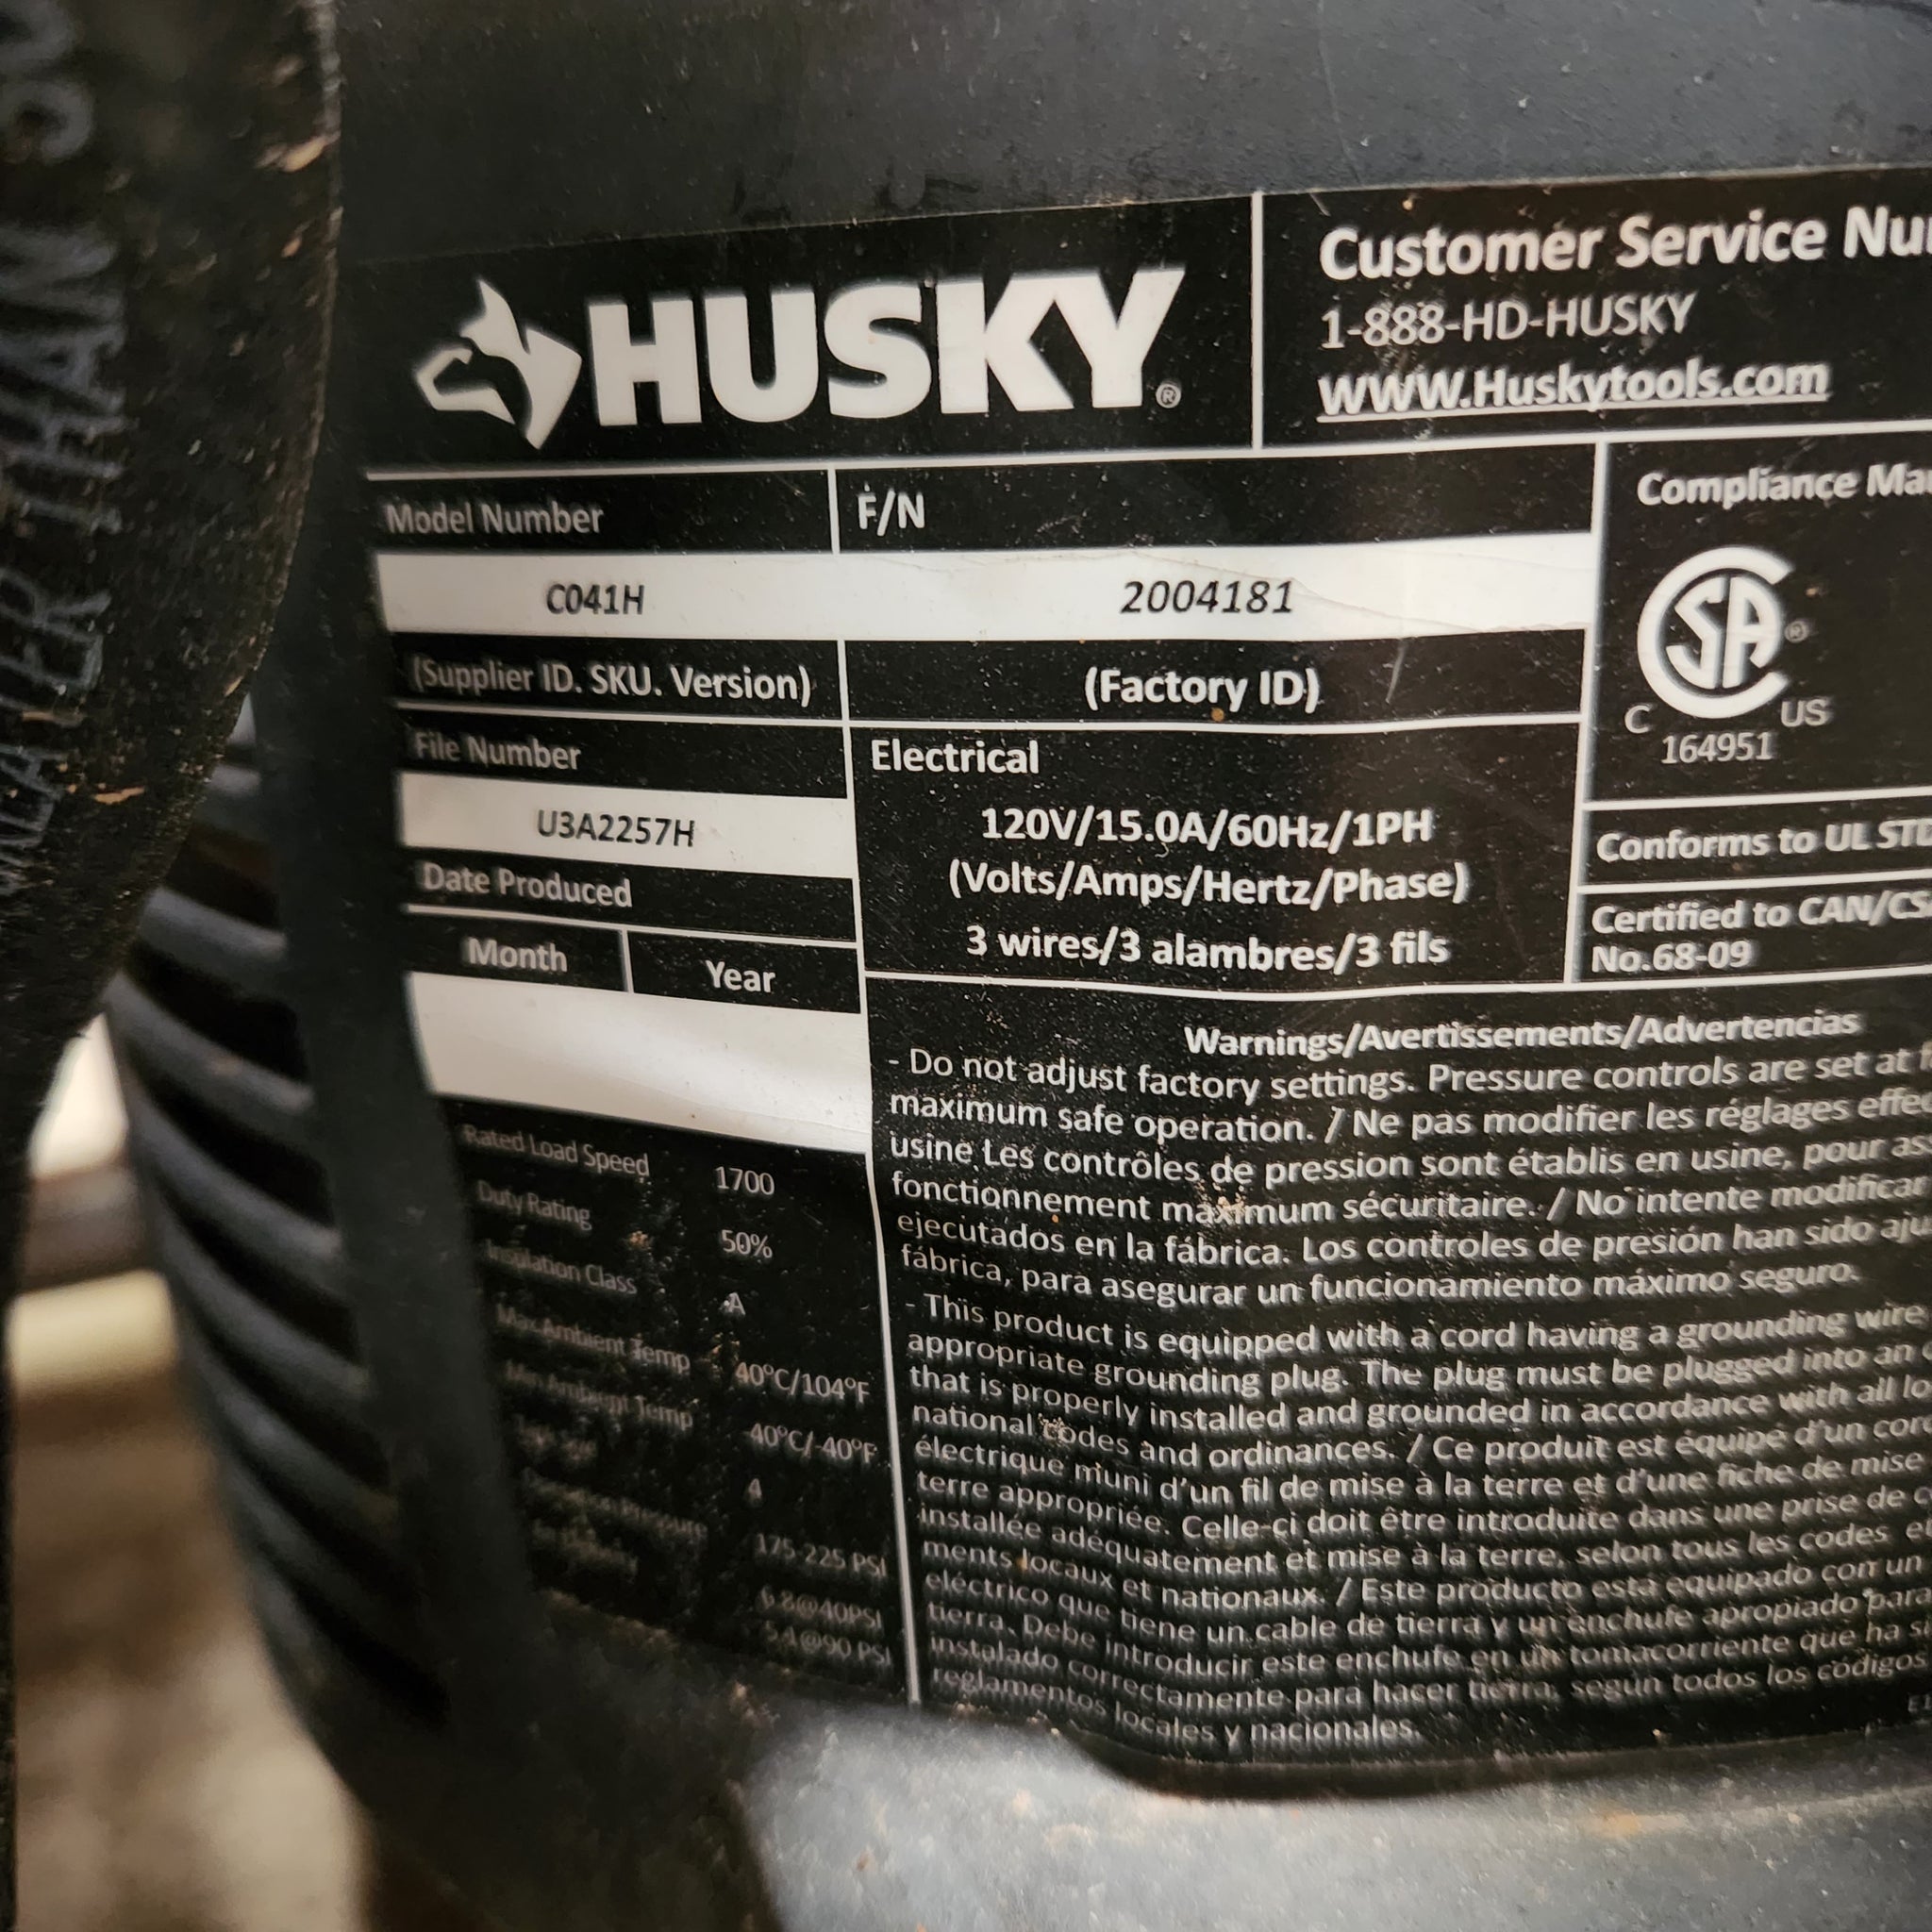 HUSKY®
Customer Service Nu
1-888-HD-HUSKY
WWW.Huskytools.com
Model Number
F/N
C041H
2004181
(Supplier ID. SKU. Version)
(Factory ID)
File Number
U3A2257H
Electrical
120V/15.0A/60Hz/1PH
(Volts/Amps/Hertz/Phase)
3 wires/3 alambres/3 fils
Compliance Ma
CSA®
C US
164951
Conforms to UL STD
Certified to CAN/CS
No.68-09
Date Produced
Month
Year
Rated Load Speed 1700
Duty Rating 50%
Insulation Class A
Max Ambient Temp 40°C/104°F
Min Ambient Temp -40°C/-40°F
4
Pressure 175-225 PSI
6.8@40PSI
5.4@90 PSI
Warnings/Avertissements/Advertencias
- Do not adjust factory settings. Pressure controls are set at f
maximum safe operation. / Ne pas modifier les réglages effe
usine.Les contrôles de pression sont établis en usine, pour as
fonctionnement maximum sécuritaire. / No intente modificar
ejecutados en la fábrica. Los controles de presión han sido aju
fábrica, para asegurar un funcionamiento máximo seguro.
- This product is equipped with a cord having a grounding wire
appropriate grounding plug. The plug must be plugged into an
that is properly installed and grounded in accordance with all lo
national codes and ordinances. / Ce produit est équipé d'un cor
électrique muni d'un fil de mise à la terre et d'une fiche de mise
terre appropriée. Celle-ci doit être introduite dans une prise de c
installée adéquatement et mise à la terre, selon tous les codes
ments locaux et nationaux. / Este producto está equipado con un
eléctrico que tiene un cable de tierra y un enchufe apropiado para
tierra. Debe introducir este enchufe en un tomacorriente que ha s
instalado correctamente para hacer tierra, según todos los códigos
reglamentos locales y nacionales.